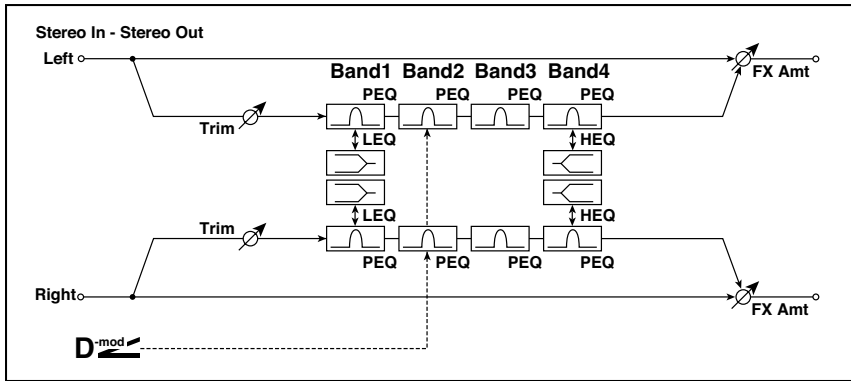 Stereo In - Stereo Out
Left
Band1 Band2 Band3 Band4
FX Amt
PEQ PEQ PEQ PEQ
Trim
LEQ HEQ
LEQ HEQ
Trim
PEQ PEQ PEQ PEQ
Right
FX Amt
D-mod